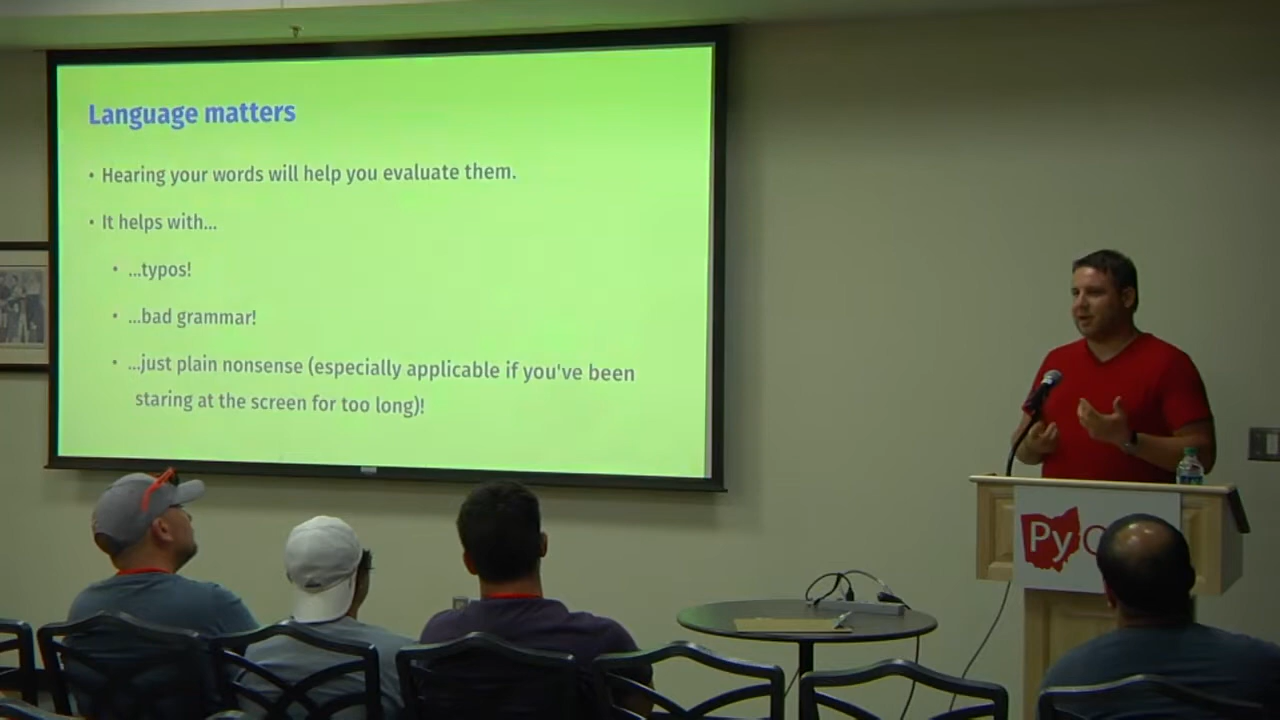 Language matters
• Hearing your words will help you evaluate them.
• It helps with...
• ...typos!
• ...bad grammar!
• ...just plain nonsense (especially applicable if you've been
staring at the screen for too long)!
Py